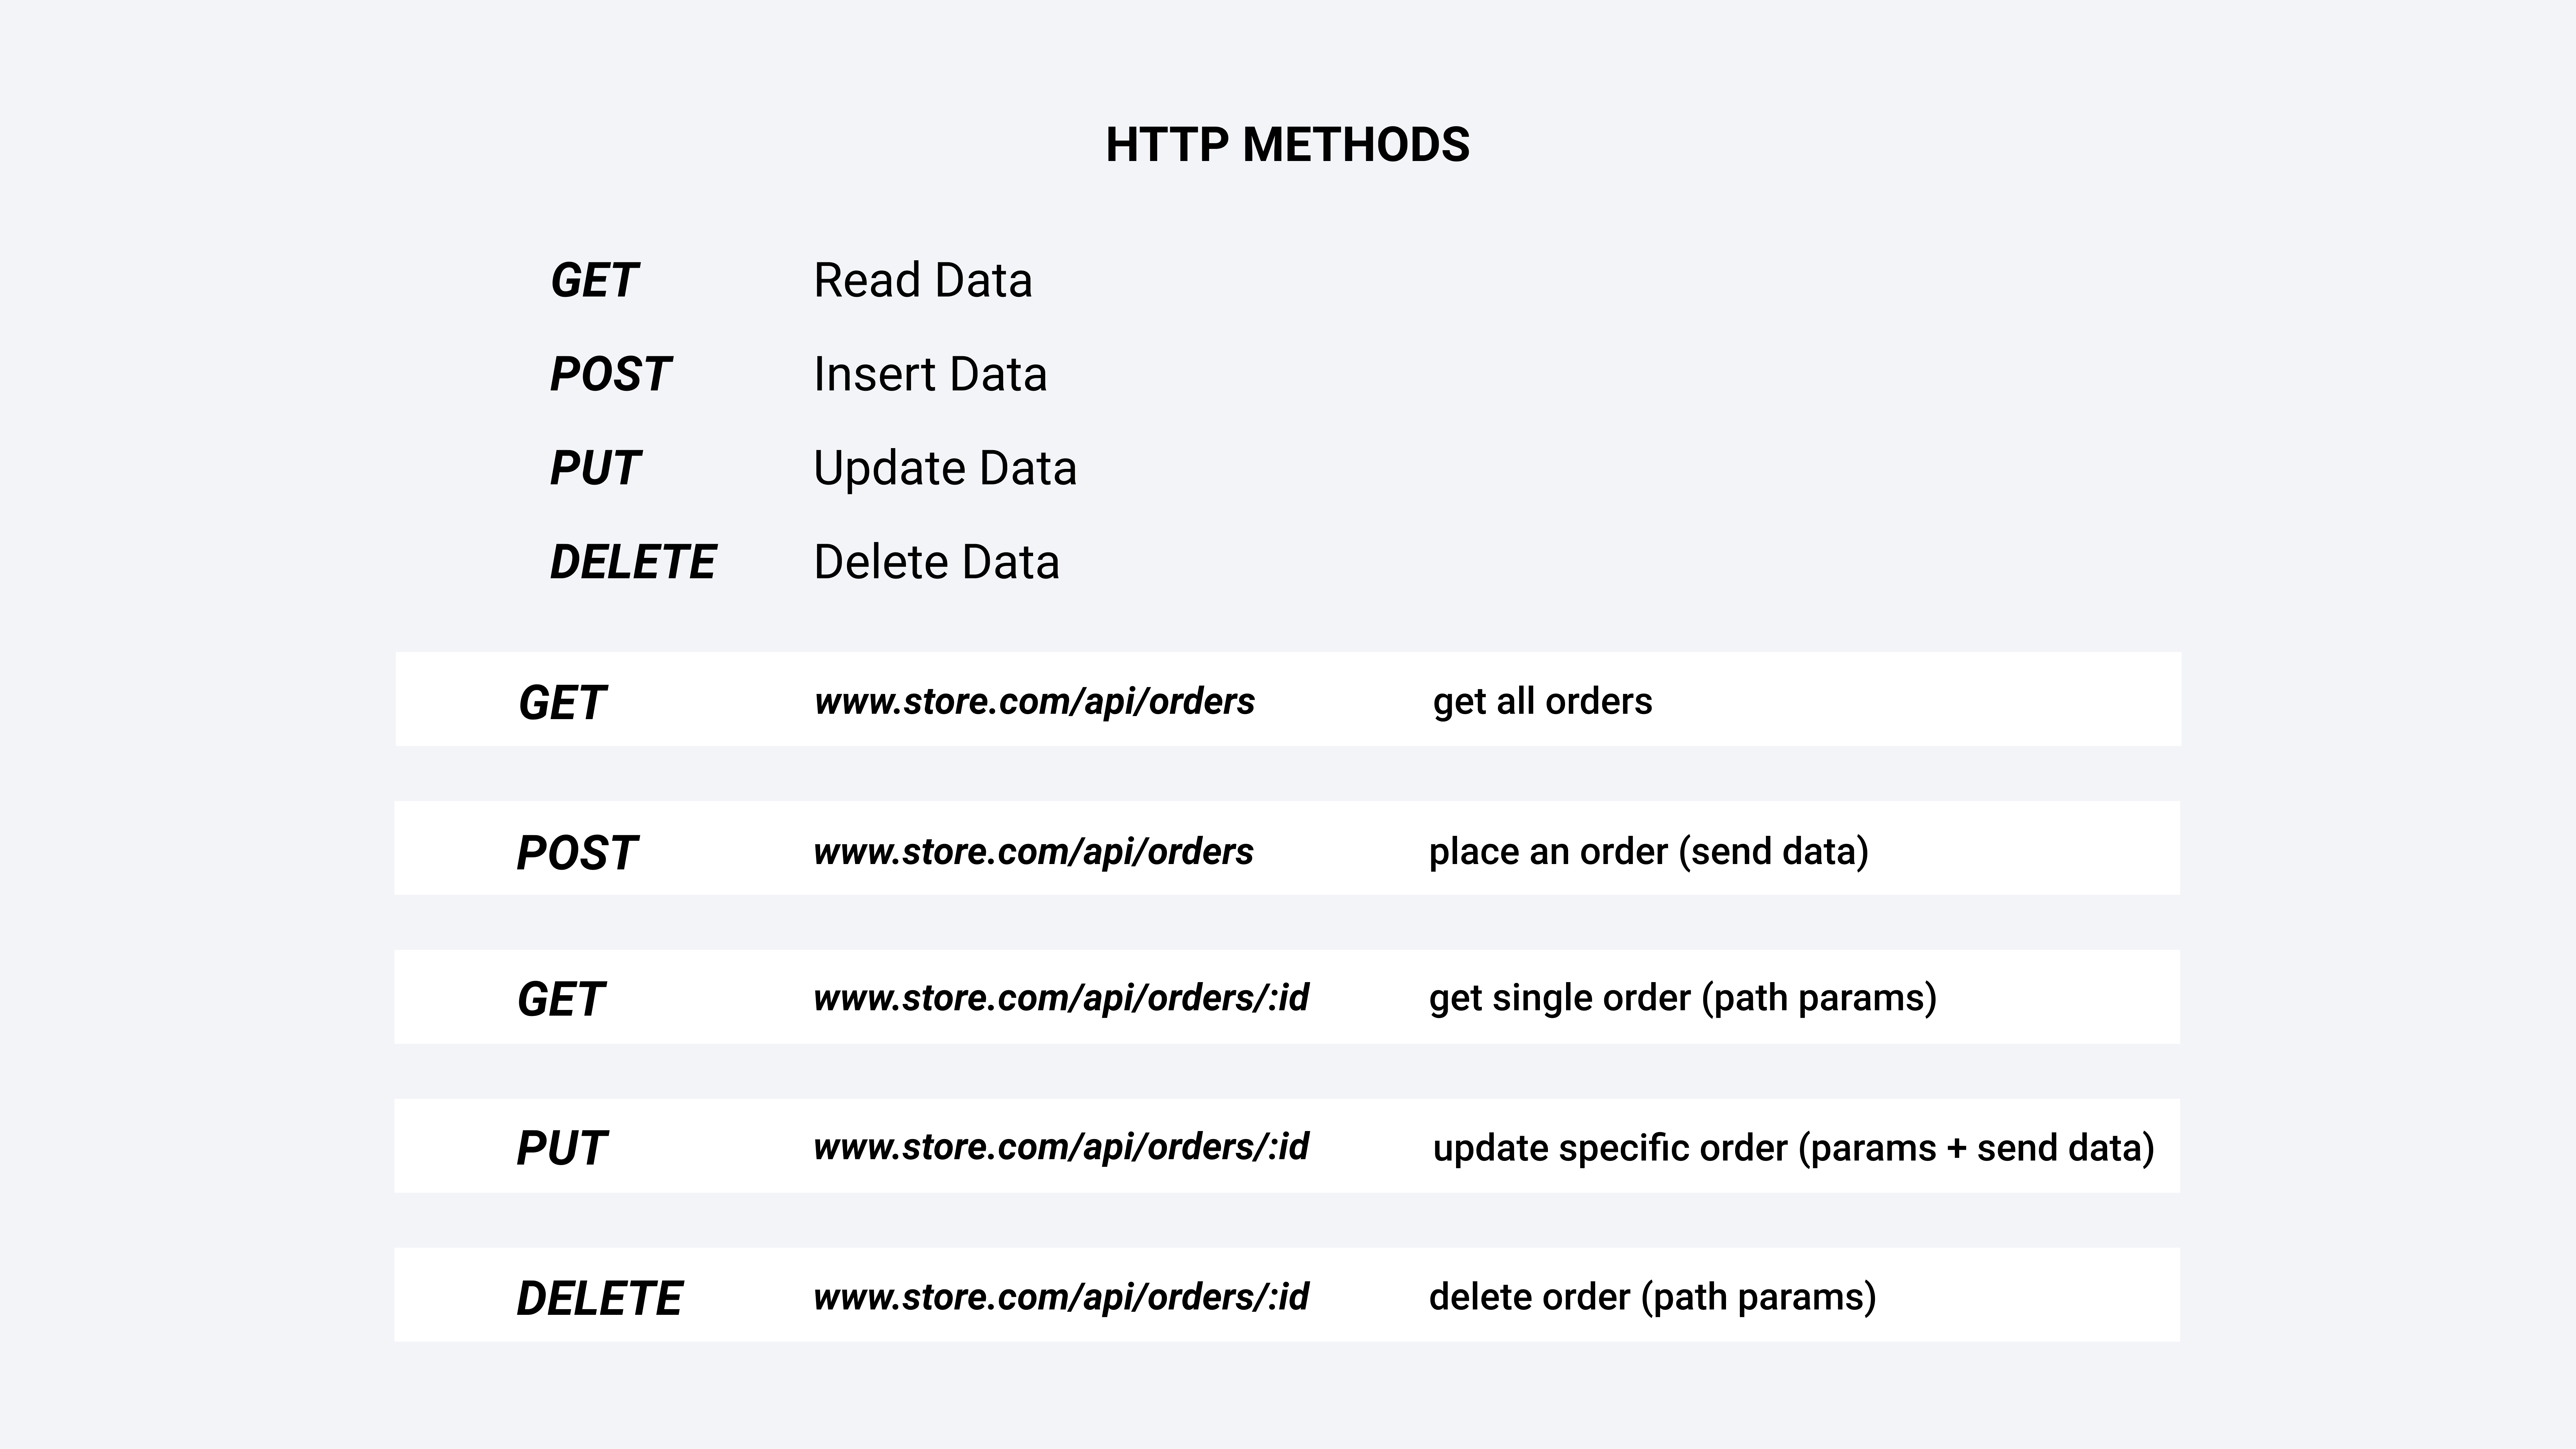 HTTP METHODS
GET Read Data
POST Insert Data
PUT Update Data
DELETE Delete Data
GET www.store.com/api/orders get all orders
POST www.store.com/api/orders place an order (send data)
GET www.store.com/api/orders/:id get single order (path params)
PUT www.store.com/api/orders/:id update specific order (params + send data)
DELETE www.store.com/api/orders/:id delete order (path params)